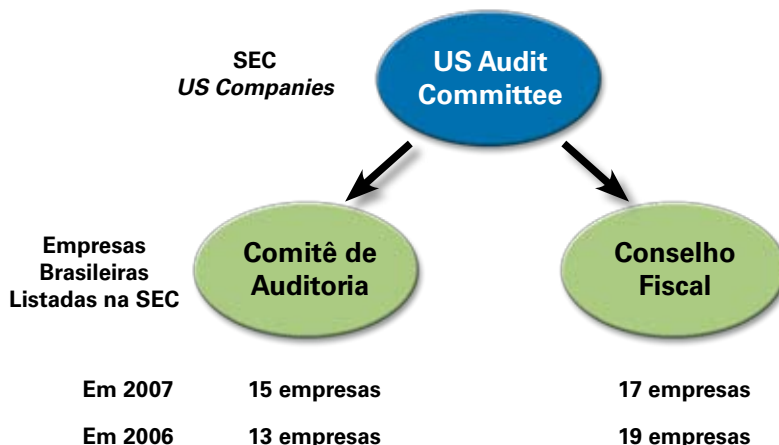 SEC
US Companies
US Audit
Committee
Empresas
Brasileiras
Listadas na SEC
Comitê de
Auditoria
Conselho
Fiscal
Em 2007 15 empresas 17 empresas
Em 2006 13 empresas 19 empresas